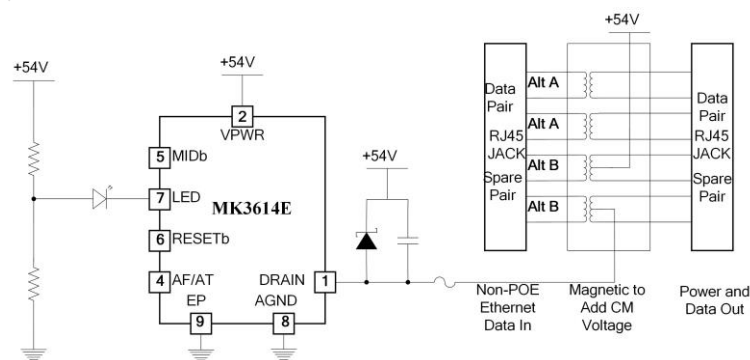 +54V
+54V
2
VPWR
5 MIDb
7 LED
MK3614E
6 RESETb
4 AF/AT
DRAIN 1
EP
AGND
9
8
+54V
+54V
Data Pair
RJ45 JACK
Spare Pair
Alt A
Alt A
Alt B
Alt B
Data Pair
RJ45 JACK
Spare Pair
Non-POE
Ethernet
Data In
Magnetic to
Add CM
Voltage
Power and
Data Out